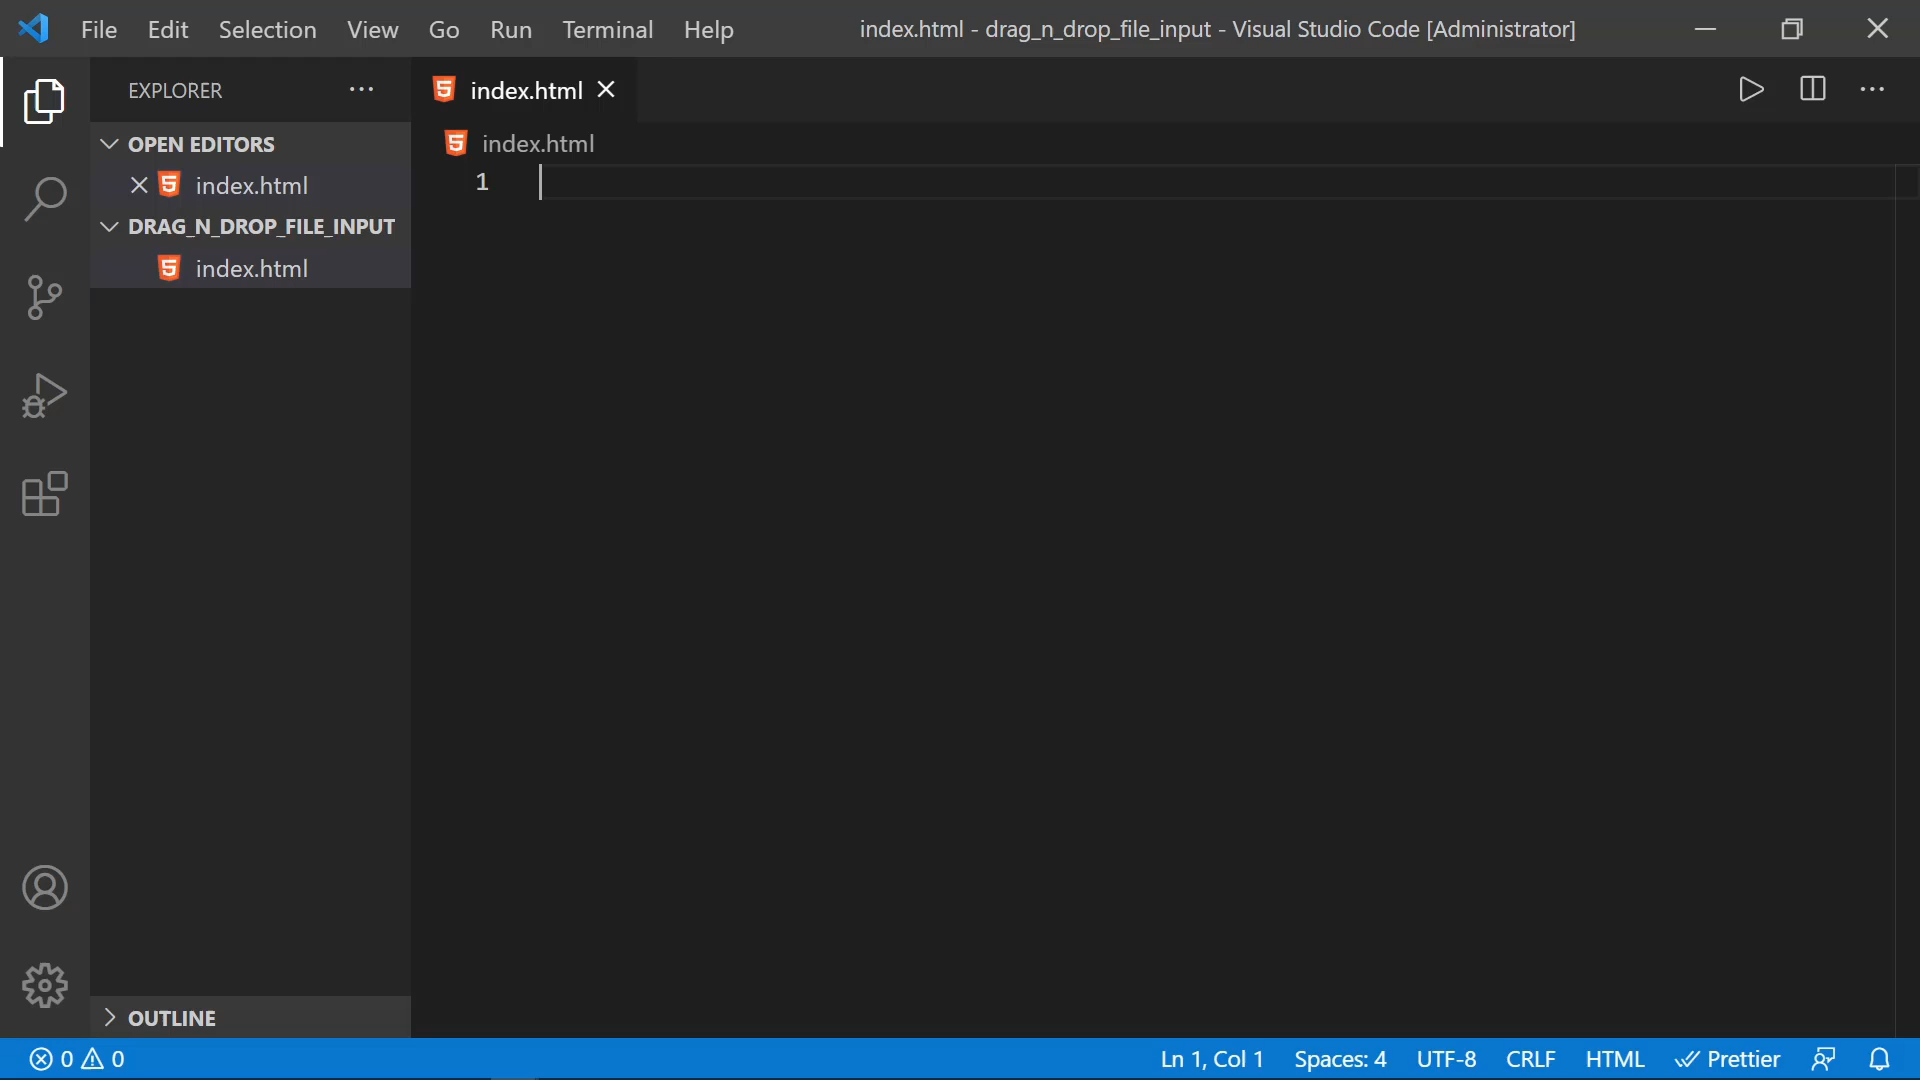 File Edit Selection View Go Run Terminal Help index.html - drag_n_drop_file_input - Visual Studio Code [Administrator]
EXPLORER
index.html
OPEN EDITORS
index.html
index.html
1
DRAG_N_DROP_FILE_INPUT
index.html
OUTLINE
0 0 Ln 1, Col 1 Spaces: 4 UTF-8 CRLF HTML Prettier